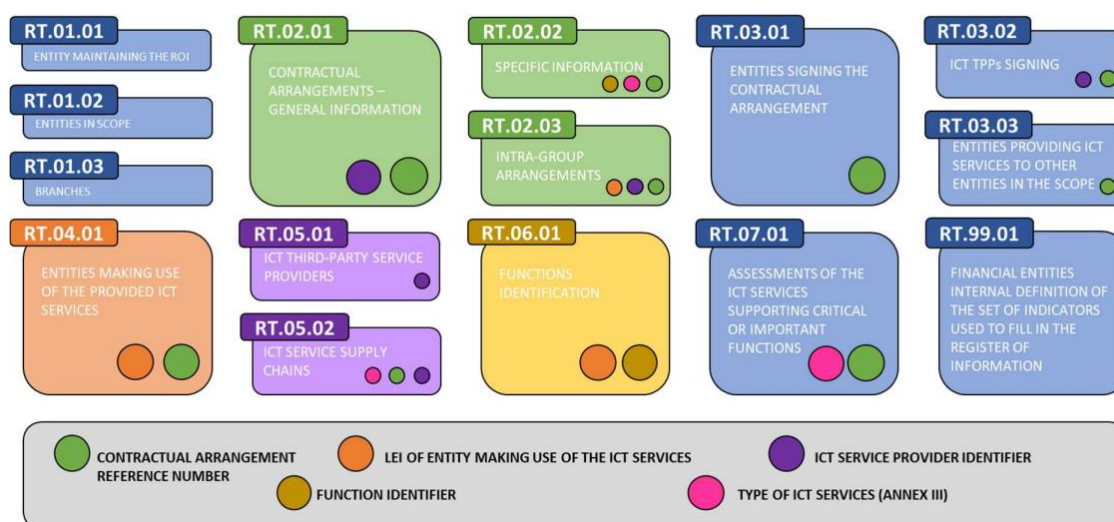 RT.01.01
ENTITY MAINTAINING THE ROI
RT.01.02
ENTITIES IN SCOPE
RT.01.03
BRANCHES
RT.02.01
CONTRACTUAL
ARRANGEMENTS –
GENERAL INFORMATION
RT.02.02
SPECIFIC INFORMATION
RT.02.03
INTRA-GROUP
ARRANGEMENTS
RT.03.01
ENTITIES SIGNING THE
CONTRACTUAL
ARRANGEMENT
RT.03.02
ICT TPPs SIGNING
RT.03.03
ENTITIES PROVIDING ICT
SERVICES TO OTHER
ENTITIES IN THE SCOPE
RT.04.01
ENTITIES MAKING USE
OF THE PROVIDED ICT
SERVICES
RT.05.01
ICT THIRD-PARTY SERVICE
PROVIDERS
RT.05.02
ICT SERVICE SUPPLY
CHAINS
RT.06.01
FUNCTIONS
IDENTIFICATION
RT.07.01
ASSESSMENTS OF THE
ICT SERVICES
SUPPORTING CRITICAL
OR IMPORTANT
FUNCTIONS
RT.99.01
FINANCIAL ENTITIES
INTERNAL DEFINITION OF
THE SET OF INDICATORS
USED TO FILL IN THE
REGISTER OF
INFORMATION
CONTRACTUAL ARRANGEMENT
REFERENCE NUMBER
LEI OF ENTITY MAKING USE OF THE ICT SERVICES
ICT SERVICE PROVIDER IDENTIFIER
FUNCTION IDENTIFIER
TYPE OF ICT SERVICES (ANNEX III)